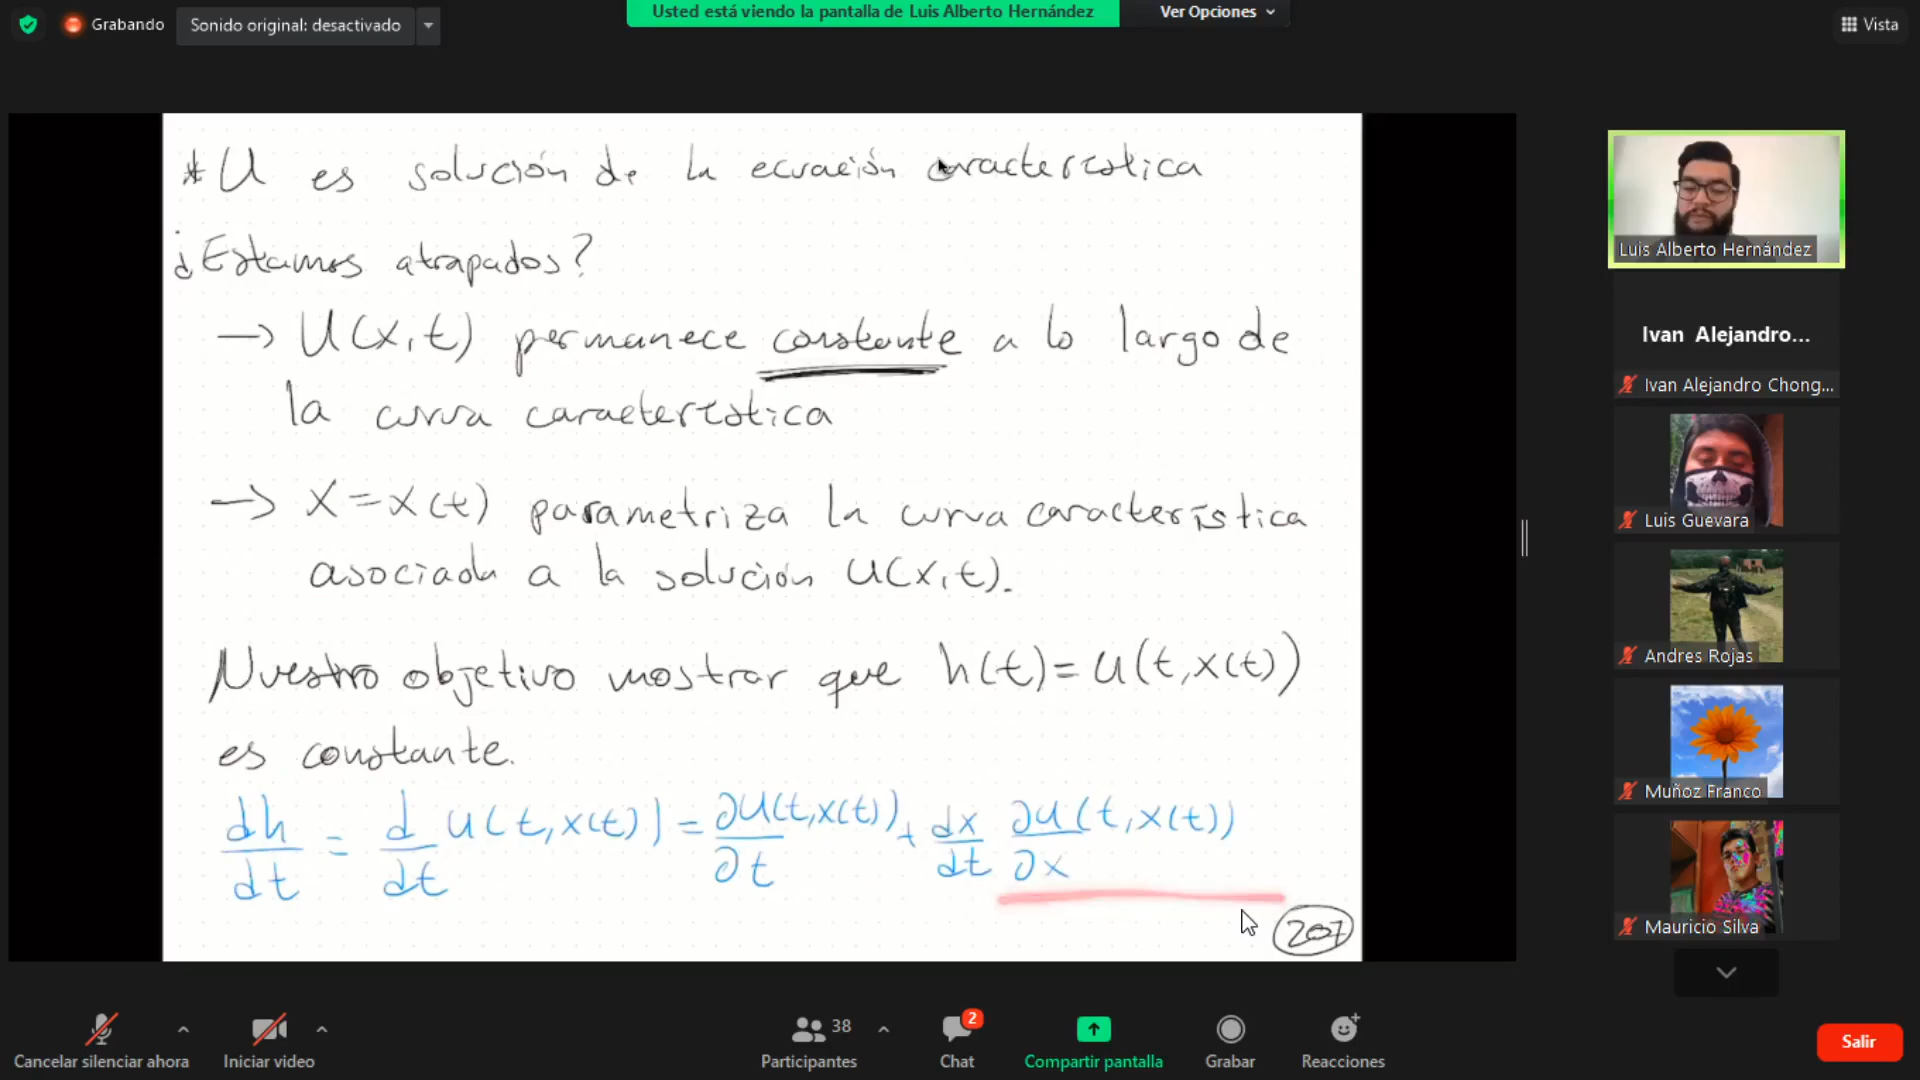 Grabando
Sonido original: desactivado
Usted está viendo la pantalla de Luis Alberto Hernández
Ver Opciones
Vista
* U es solución de la ecuación característica
¿Estamos atrapados?
→ U(x,t) permanece constante a lo largo de
la curva característica
→ X=x(t) parametriza la curva característica
asociada a la solución U(x,t).
Nuestro objetivo mostrar que h(t)=u(t,x(t))
es constante.
dh/dt = d/dt u(t,x(t)) = ∂u(t,x(t))/∂t + dx/dt ∂u/∂x (t,x(t))
207
Luis Alberto Hernández
Ivan Alejandro...
Ivan Alejandro Chong...
Luis Guevara
Andres Rojas
Muñoz Franco
Mauricio Silva
Cancelar silenciar ahora
Iniciar video
38
Participantes
2
Chat
Compartir pantalla
Grabar
Reacciones
Salir